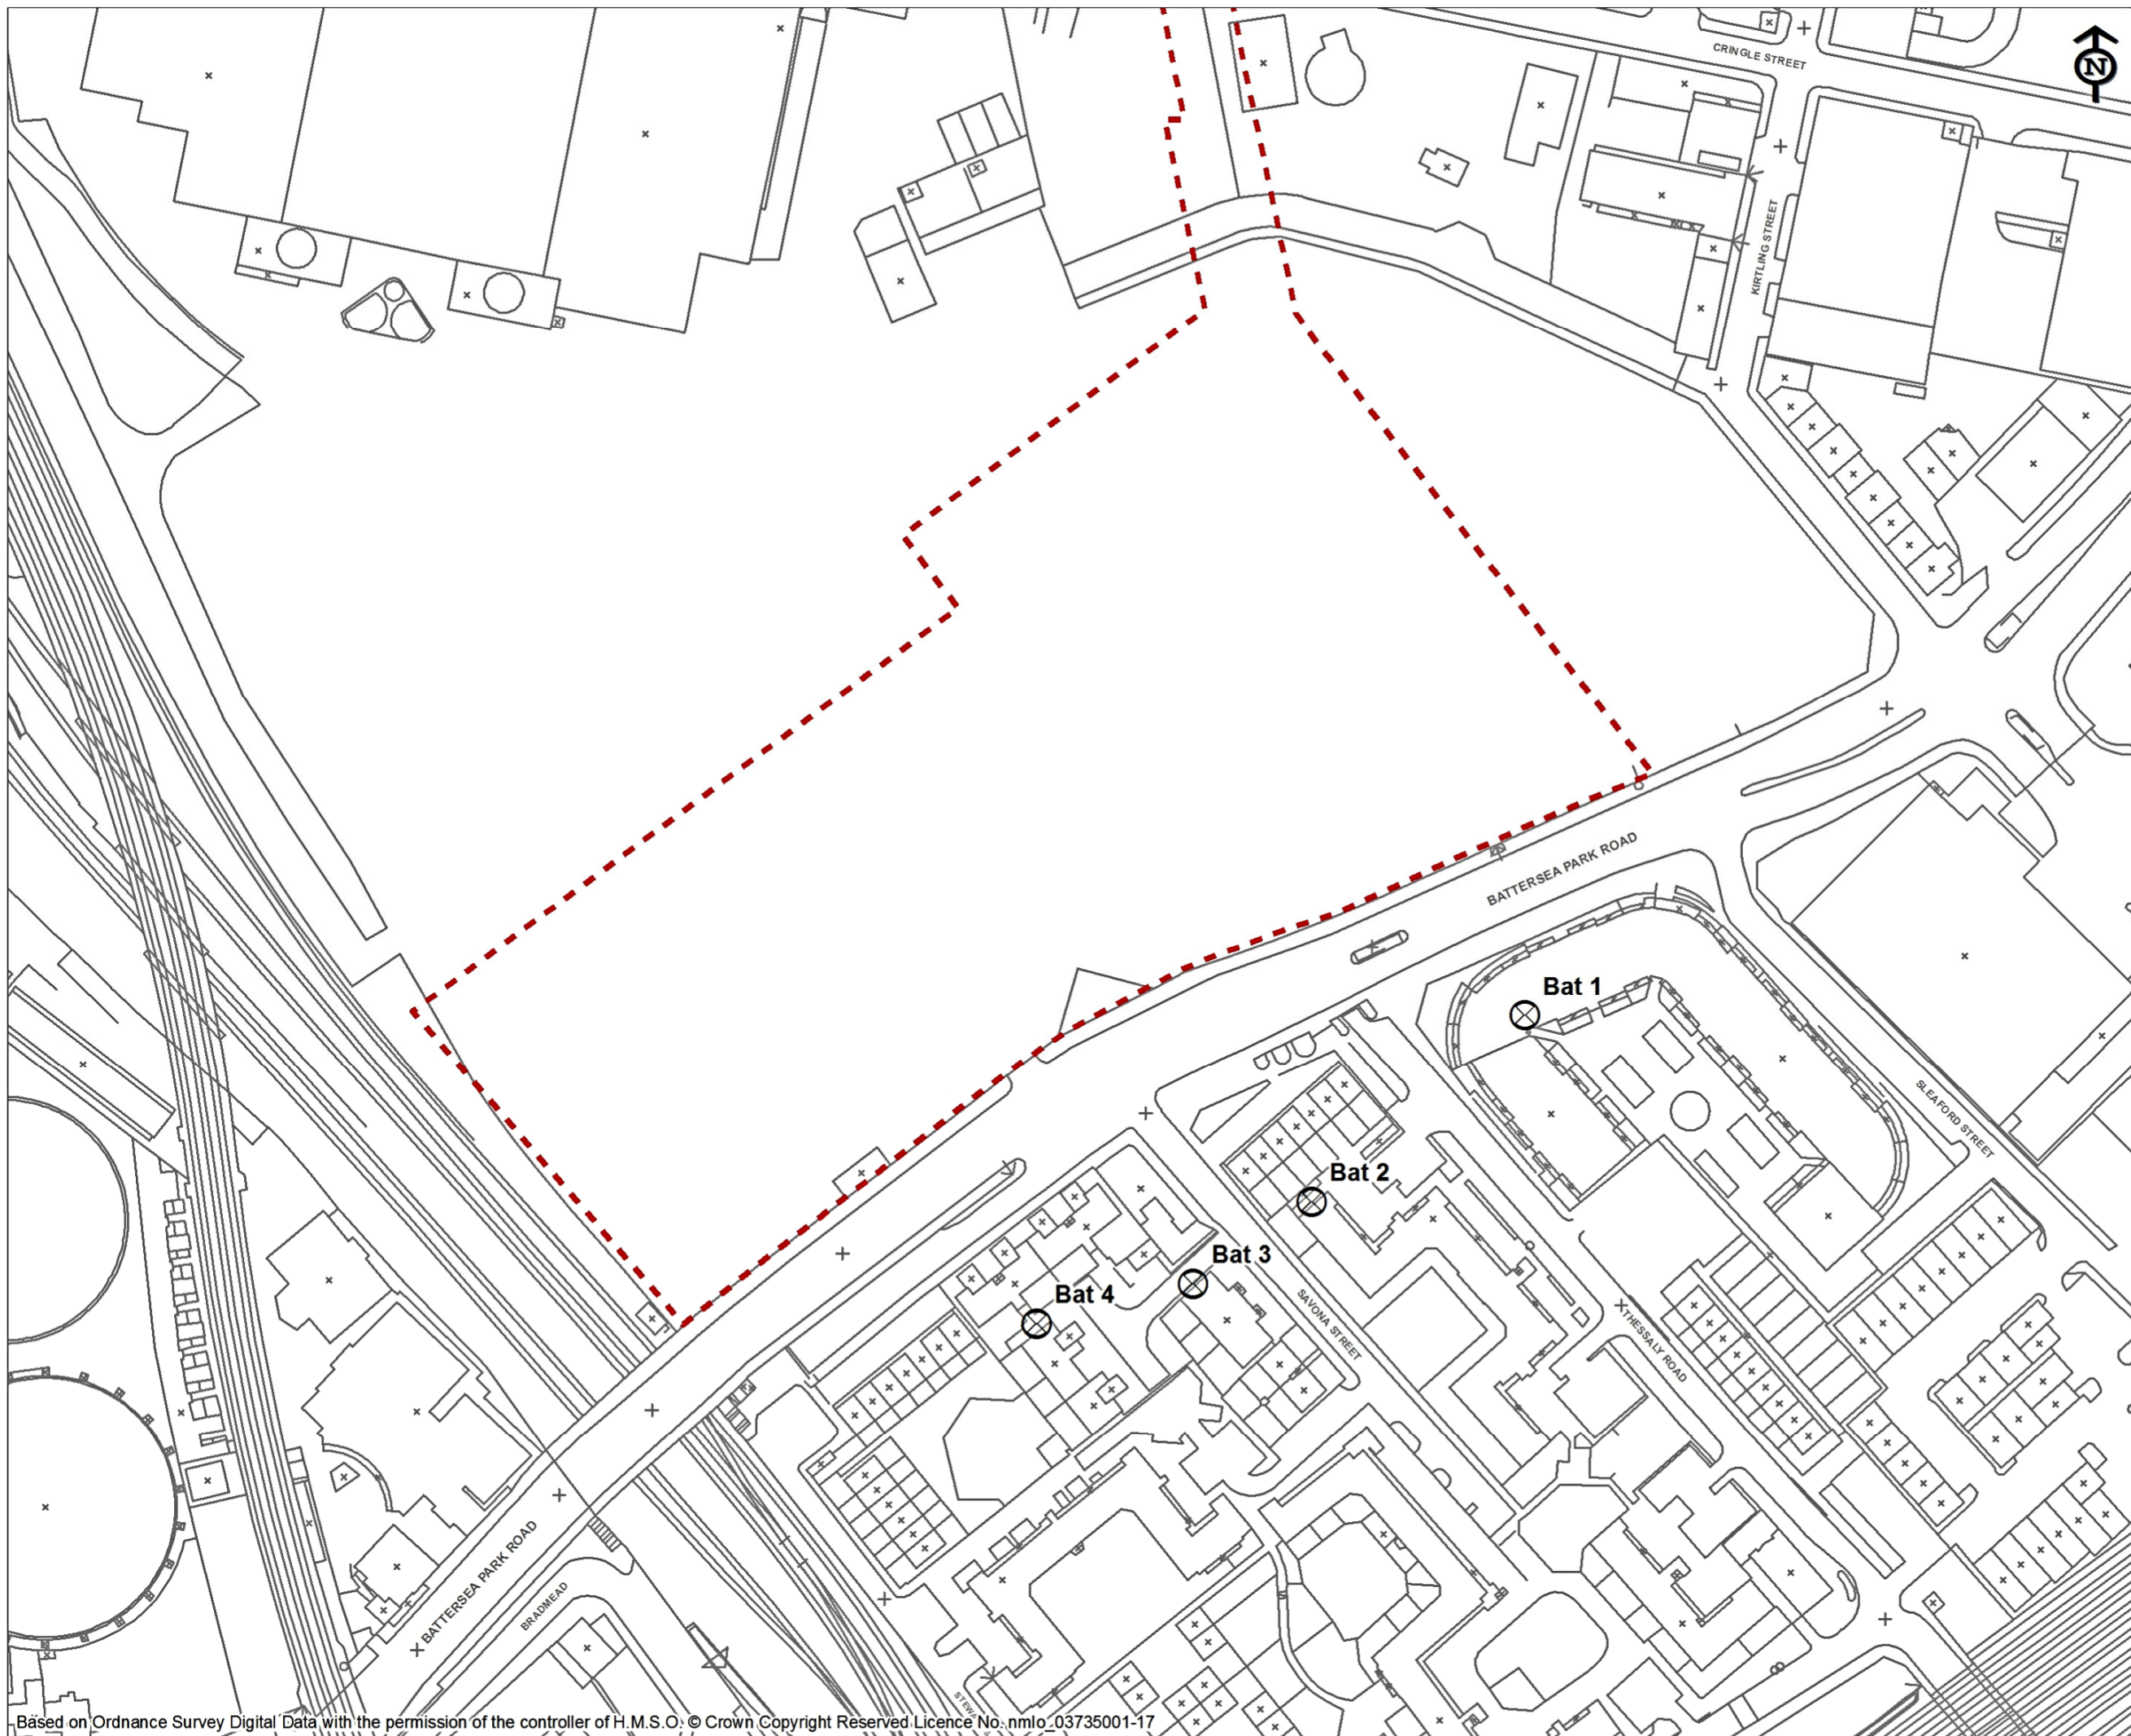 CRINGLE STREET
N
KIRTLING STREET
BATTERSEA PARK ROAD
Bat 1
SLEAFORD STREET
Bat 2
Bat 3
Bat 4
SAVONA STREET
THESSALY ROAD
BATTERSEA PARK ROAD
BRADMEAD
Based on Ordnance Survey Digital Data with the permission of the controller of H.M.S.O. © Crown Copyright Reserved Licence No. nmlo_03735001-17